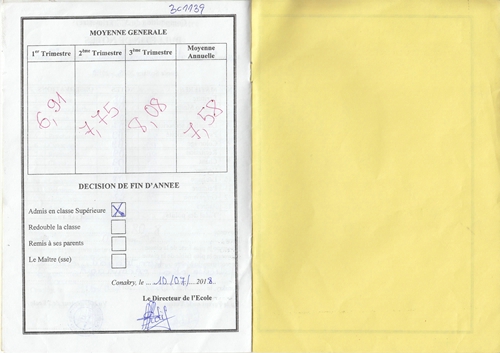 3c1139
MOYENNE GENERALE
1er Trimestre 2ème Trimestre 3ème Trimestre Moyenne Annuelle
6,91 7,75 8,08 7,58
DECISION DE FIN D'ANNEE
Admis en classe Supérieure X
Redouble la classe
Remis à ses parents
Le Maître (sse)
Conakry, le ... 10/07/ 2018
Le Directeur de l'Ecole